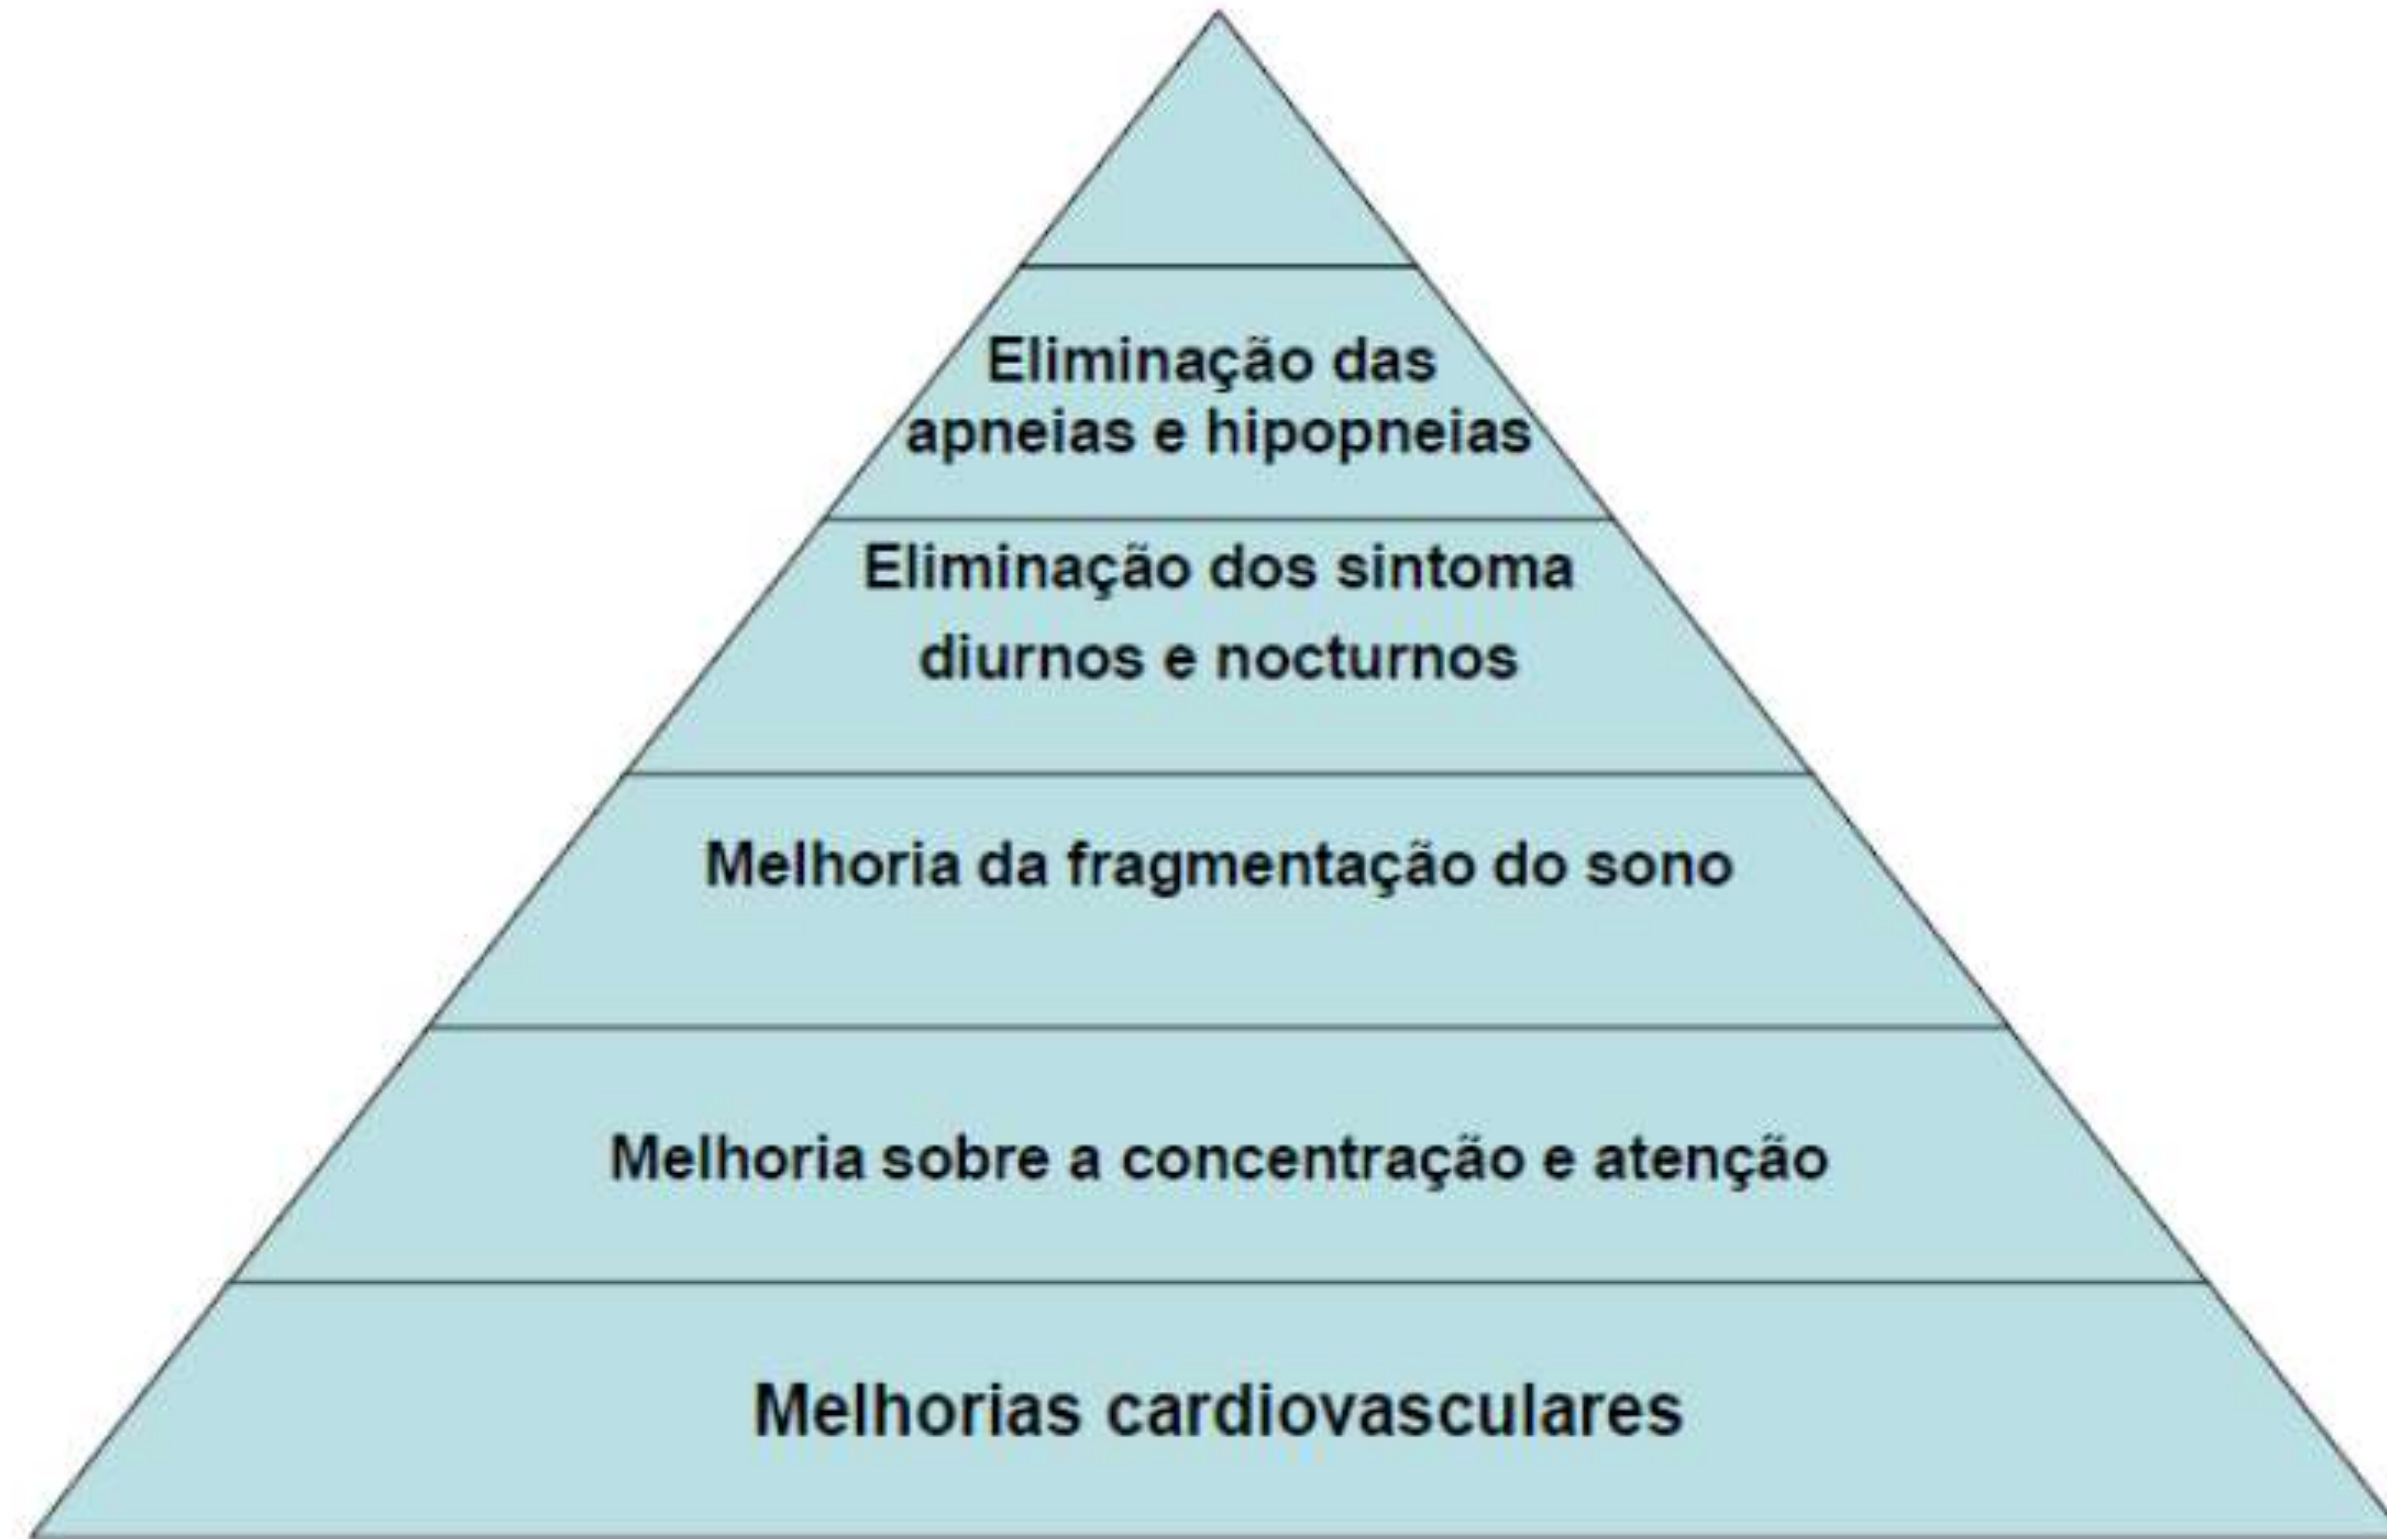 Eliminação das
apneias e hipopneias
Eliminação dos sintoma
diurnos e nocturnos
Melhoria da fragmentação do sono
Melhoria sobre a concentração e atenção
Melhorias cardiovasculares